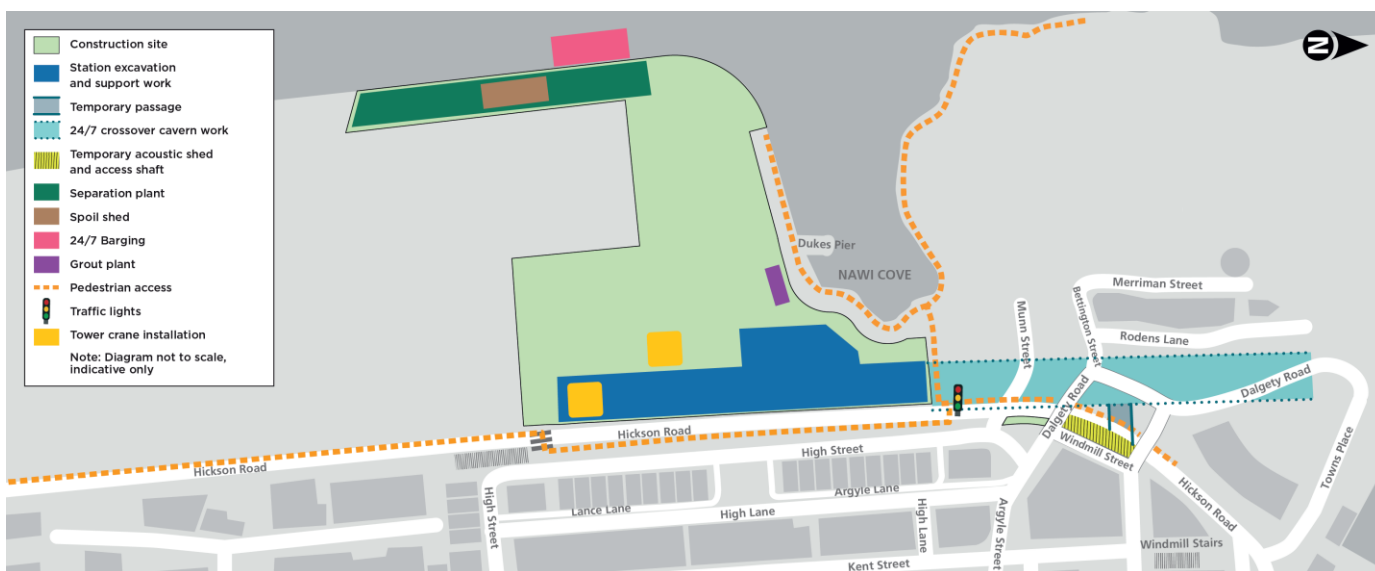 Construction site
Station excavation
and support work
Temporary passage
24/7 crossover cavern work
Temporary acoustic shed
and access shaft
Separation plant
Spoil shed
24/7 Barging
Grout plant
Pedestrian access
Traffic lights
Tower crane installation
Note: Diagram not to scale,
indicative only
N
Dukes Pier
NAWI COVE
Merriman Street
Bettington Street
Munn Street
Rodens Lane
Dalgety Road
Dalgety Road
Towns Place
Windmill Street
Hickson Road
Hickson Road
Hickson Road
High Street
High Street
Argyle Lane
Lance Lane
High Lane
High Lane
Argyle Street
Windmill Stairs
Kent Street